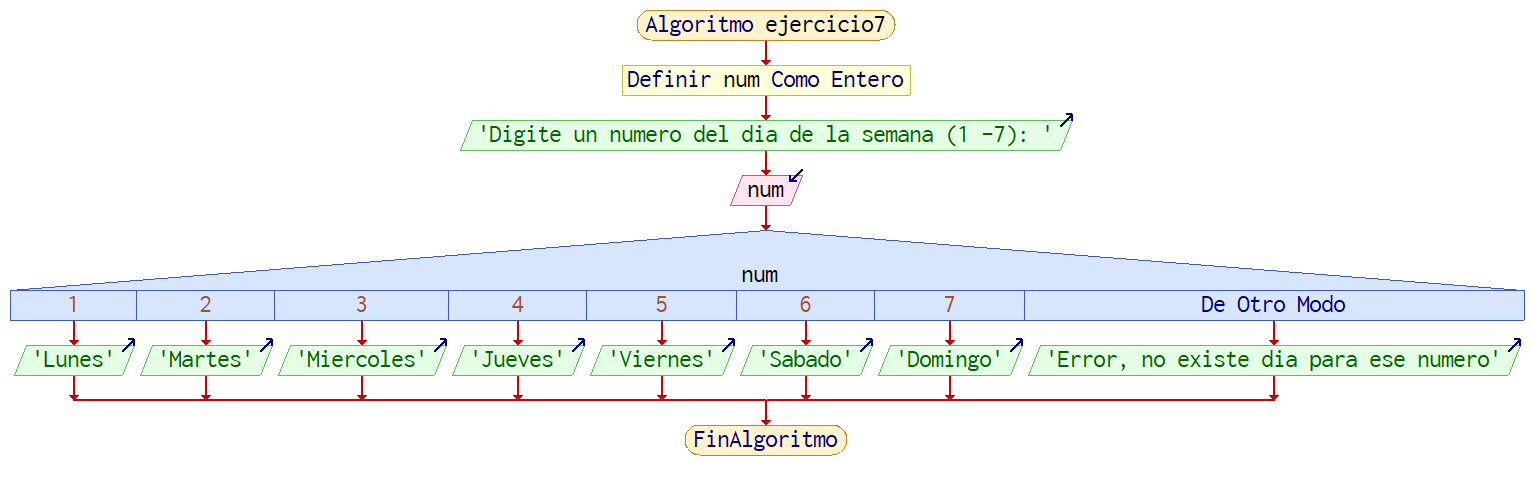 Algoritmo ejercicio7
Definir num Como Entero
'Digite un numero del dia de la semana (1 -7): '
num
num
1 2 3 4 5 6 7 De Otro Modo
'Lunes' 'Martes' 'Miercoles' 'Jueves' 'Viernes' 'Sabado' 'Domingo' 'Error, no existe dia para ese numero'
FinAlgoritmo